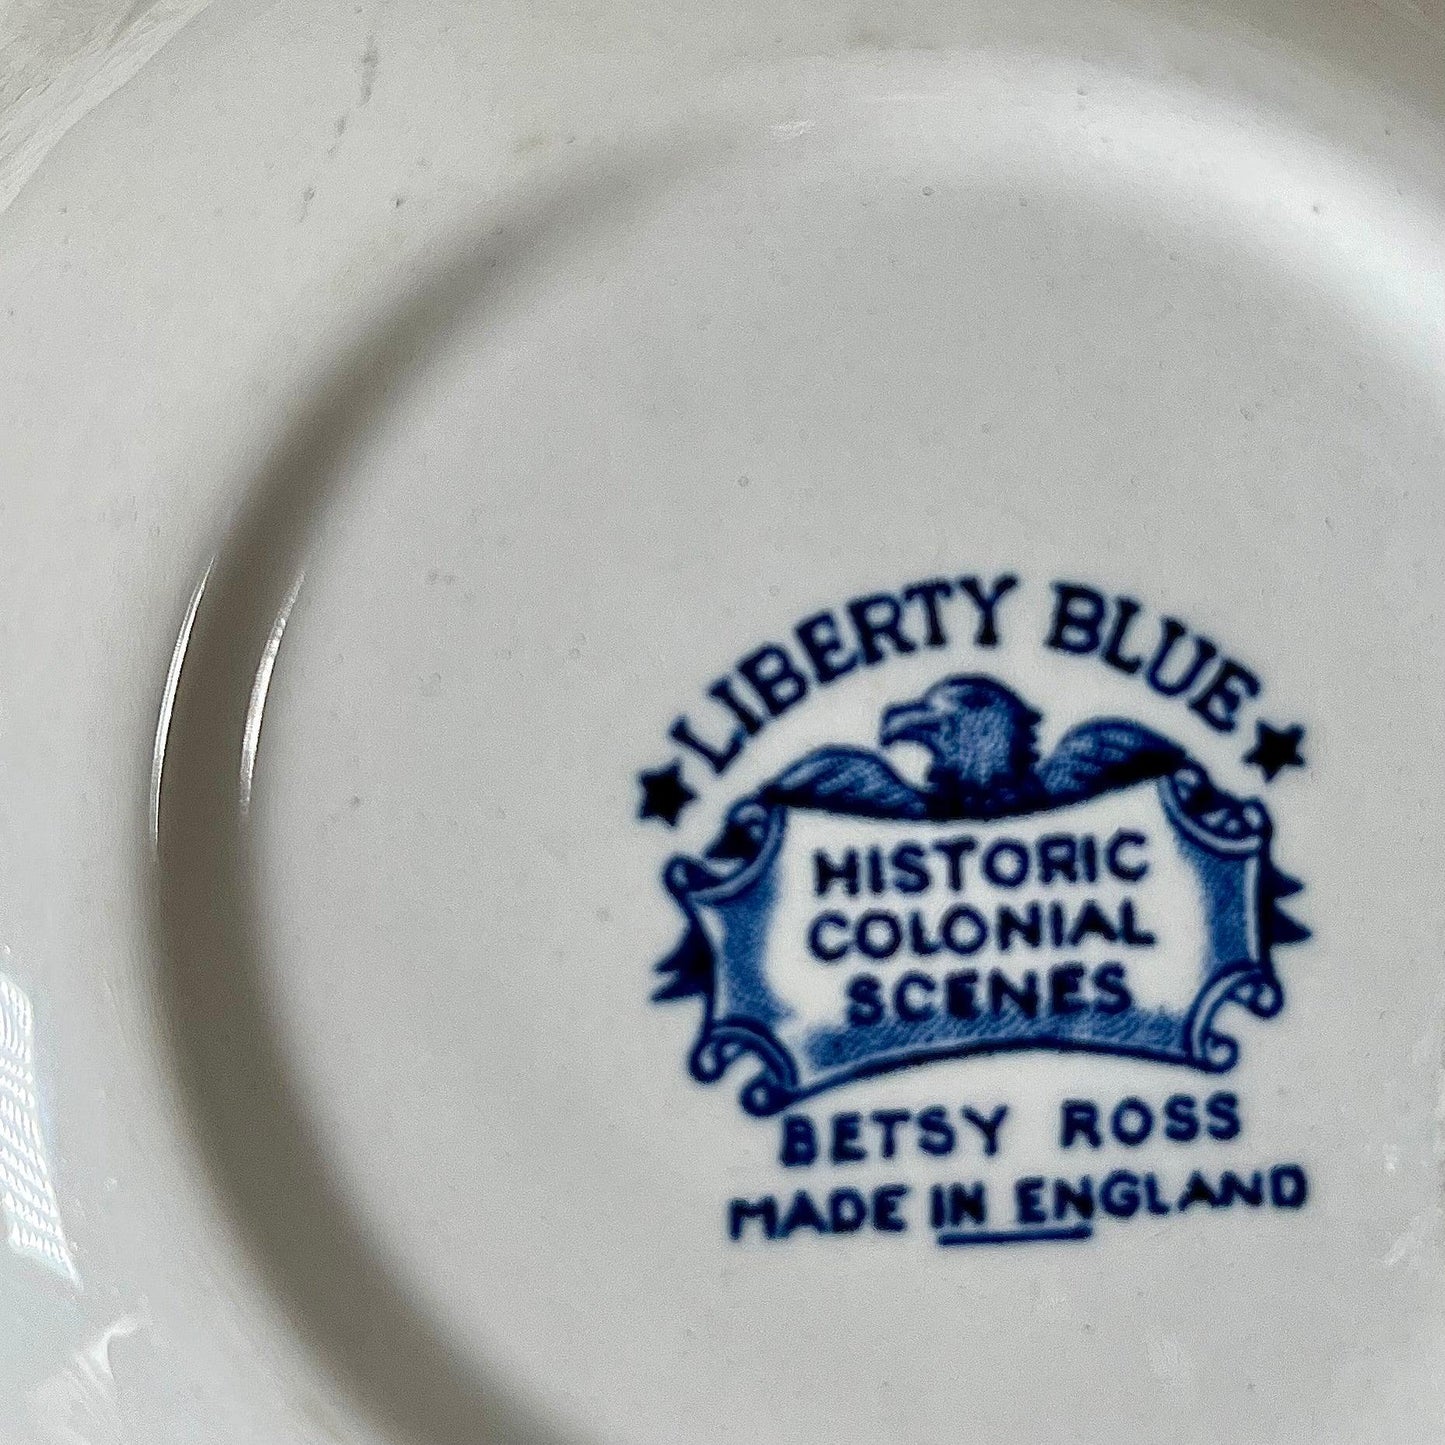 LIBERTY BLUE
HISTORIC
COLONIAL
SCENES
BETSY ROSS
MADE IN ENGLAND